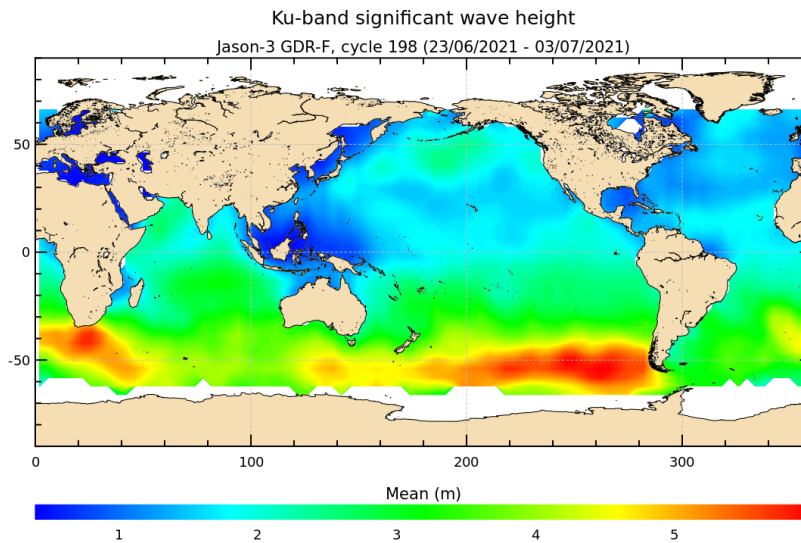 Ku-band significant wave height
Jason-3 GDR-F, cycle 198 (23/06/2021 - 03/07/2021)
50
0
-50
0 100 200 300
Mean (m)
1 2 3 4 5